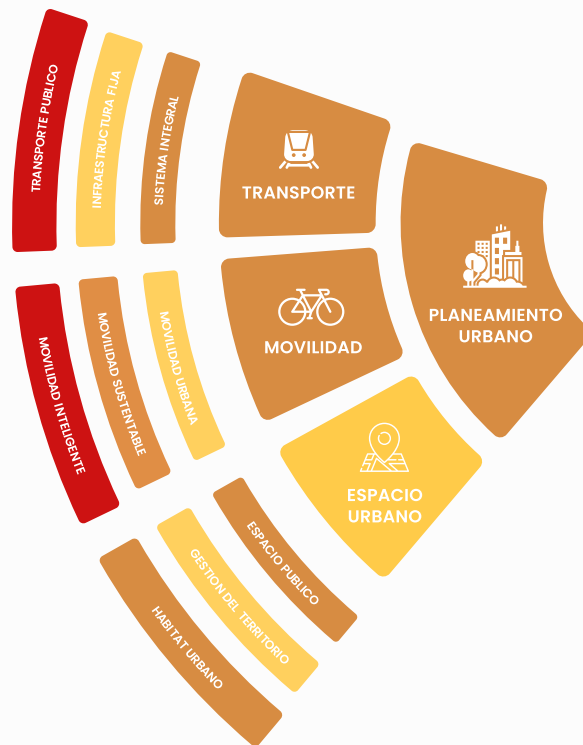 TRANSPORTE PUBLICO
INFRAESTRUCTURA FIJA
SISTEMA INTEGRAL
TRANSPORTE
MOVILIDAD INTELIGENTE
MOVILIDAD SUSTENTABLE
MOVILIDAD URBANA
MOVILIDAD
PLANEAMIENTO
URBANO
HABITAT URBANO
GESTION DEL TERRITORIO
ESPACIO PUBLICO
ESPACIO
URBANO